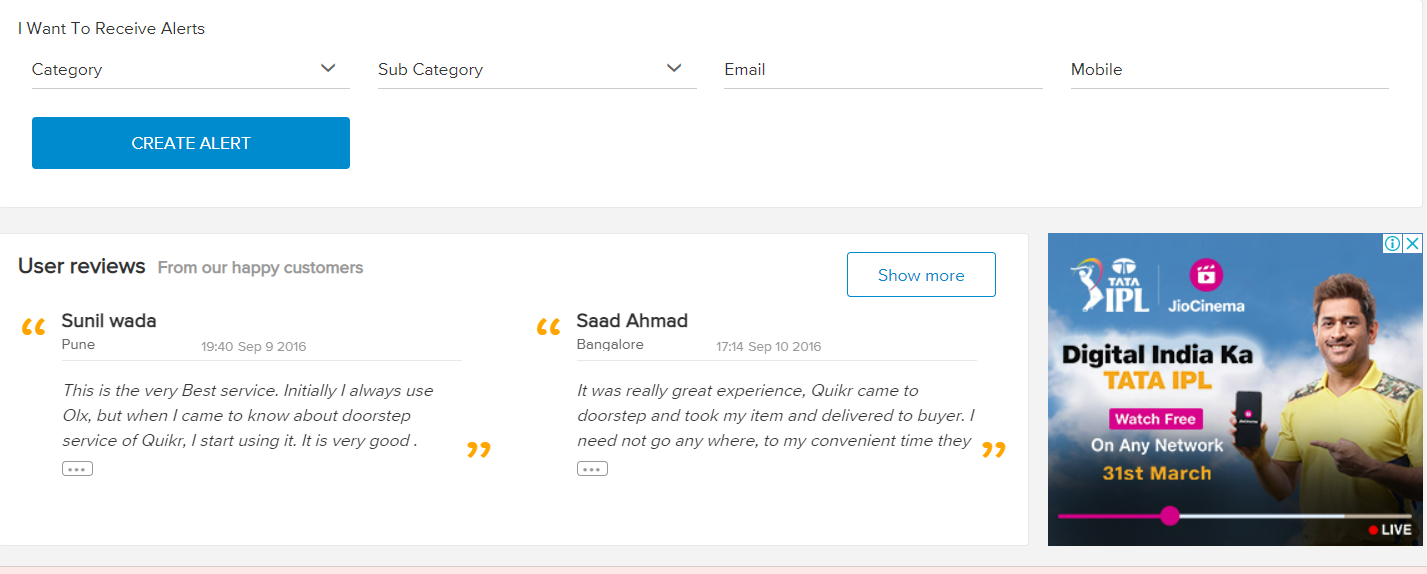 I Want To Receive Alerts
Category
Sub Category
Email
Mobile
CREATE ALERT
User reviews From our happy customers
Show more
Sunil wada
Pune 19:40 Sep 9 2016
This is the very Best service. Initially I always use
Olx, but when I came to know about doorstep
service of Quikr, I start using it. It is very good .
Saad Ahmad
Bangalore 17:14 Sep 10 2016
It was really great experience, Quikr came to
doorstep and took my item and delivered to buyer. I
need not go any where, to my convenient time they
TATA
IPL
JioCinema
Digital India Ka
TATA IPL
Watch Free
On Any Network
31st March
LIVE